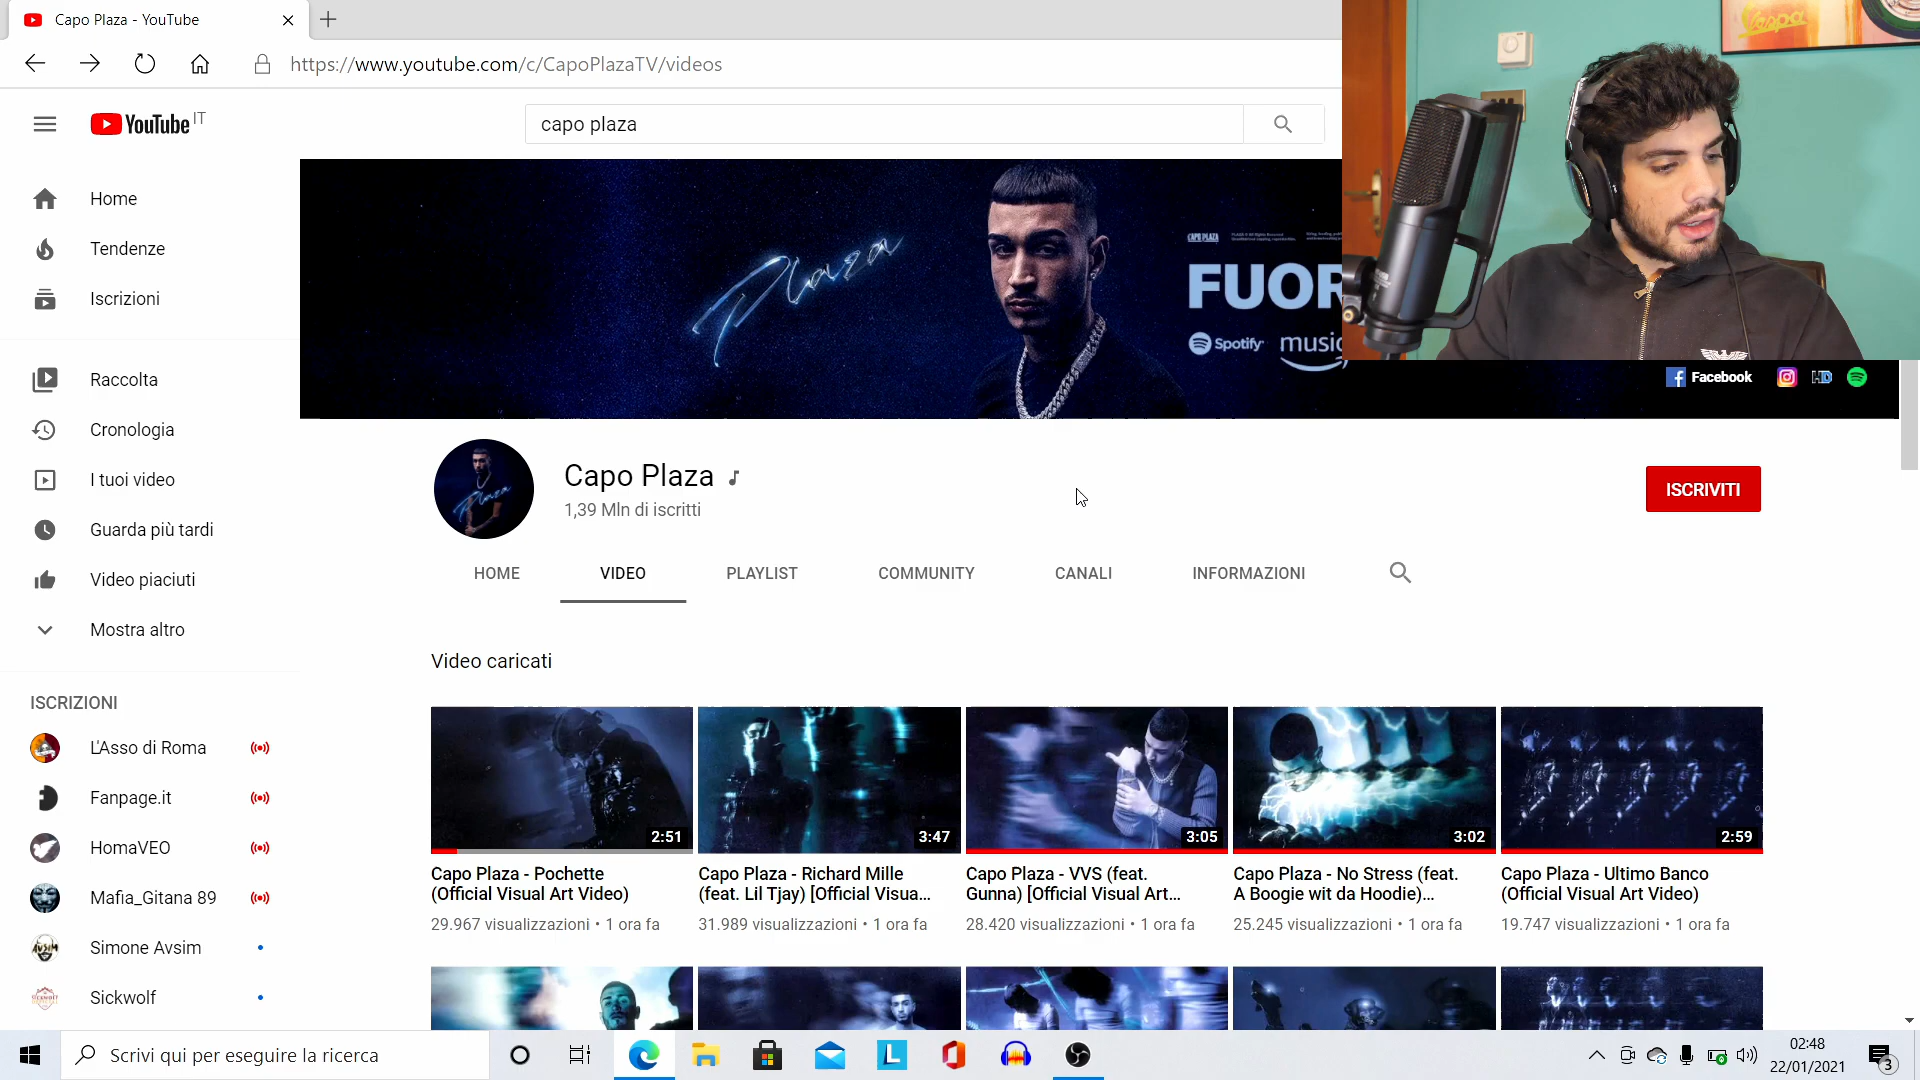 Capo Plaza - YouTube
https://www.youtube.com/c/CapoPlazaTV/videos
YouTube IT
capo plaza
Vespa
Home
Tendenze
Iscrizioni
Raccolta
Cronologia
I tuoi video
Guarda più tardi
Video piaciuti
Mostra altro
ISCRIZIONI
L'Asso di Roma
Fanpage.it
HomaVEO
Mafia_Gitana 89
Simone Avsim
Sickwolf
Plaza
CAPO PLAZA
FUOR
Spotify
music
Facebook
HD
Capo Plaza
1,39 Mln di iscritti
ISCRIVITI
HOME
VIDEO
PLAYLIST
COMMUNITY
CANALI
INFORMAZIONI
Video caricati
2:51
3:47
3:05
3:02
2:59
Capo Plaza - Pochette
(Official Visual Art Video)
29.967 visualizzazioni • 1 ora fa
Capo Plaza - Richard Mille
(feat. Lil Tjay) [Official Visua...
31.989 visualizzazioni • 1 ora fa
Capo Plaza - VVS (feat.
Gunna) [Official Visual Art...
28.420 visualizzazioni • 1 ora fa
Capo Plaza - No Stress (feat.
A Boogie wit da Hoodie)...
25.245 visualizzazioni • 1 ora fa
Capo Plaza - Ultimo Banco
(Official Visual Art Video)
19.747 visualizzazioni • 1 ora fa
Scrivi qui per eseguire la ricerca
L
02:48
22/01/2021
3